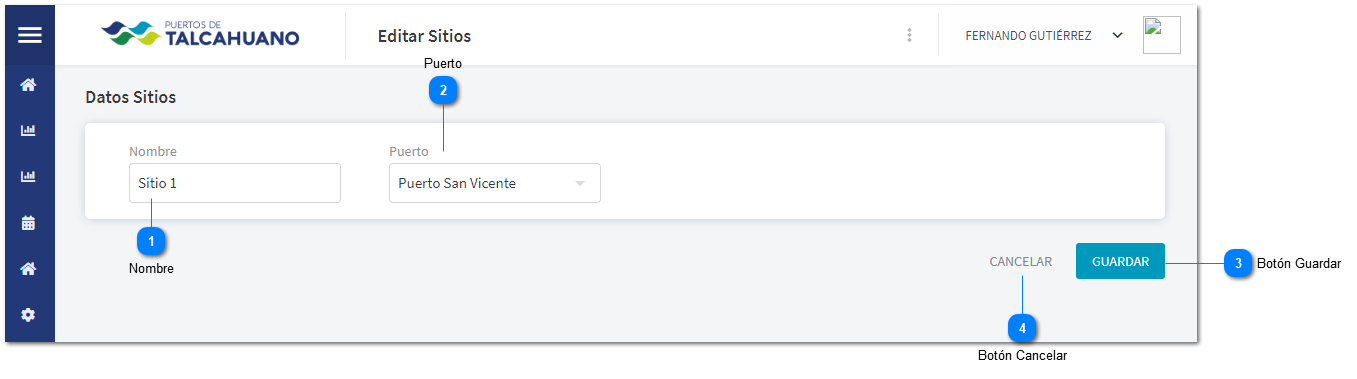 PUERTOS DE
TALCAHUANO
Editar Sitios
FERNANDO GUTIÉRREZ
Puerto
2
Datos Sitios
Nombre
Puerto
Sitio 1
Puerto San Vicente
1
Nombre
CANCELAR
GUARDAR
3
Botón Guardar
4
Botón Cancelar